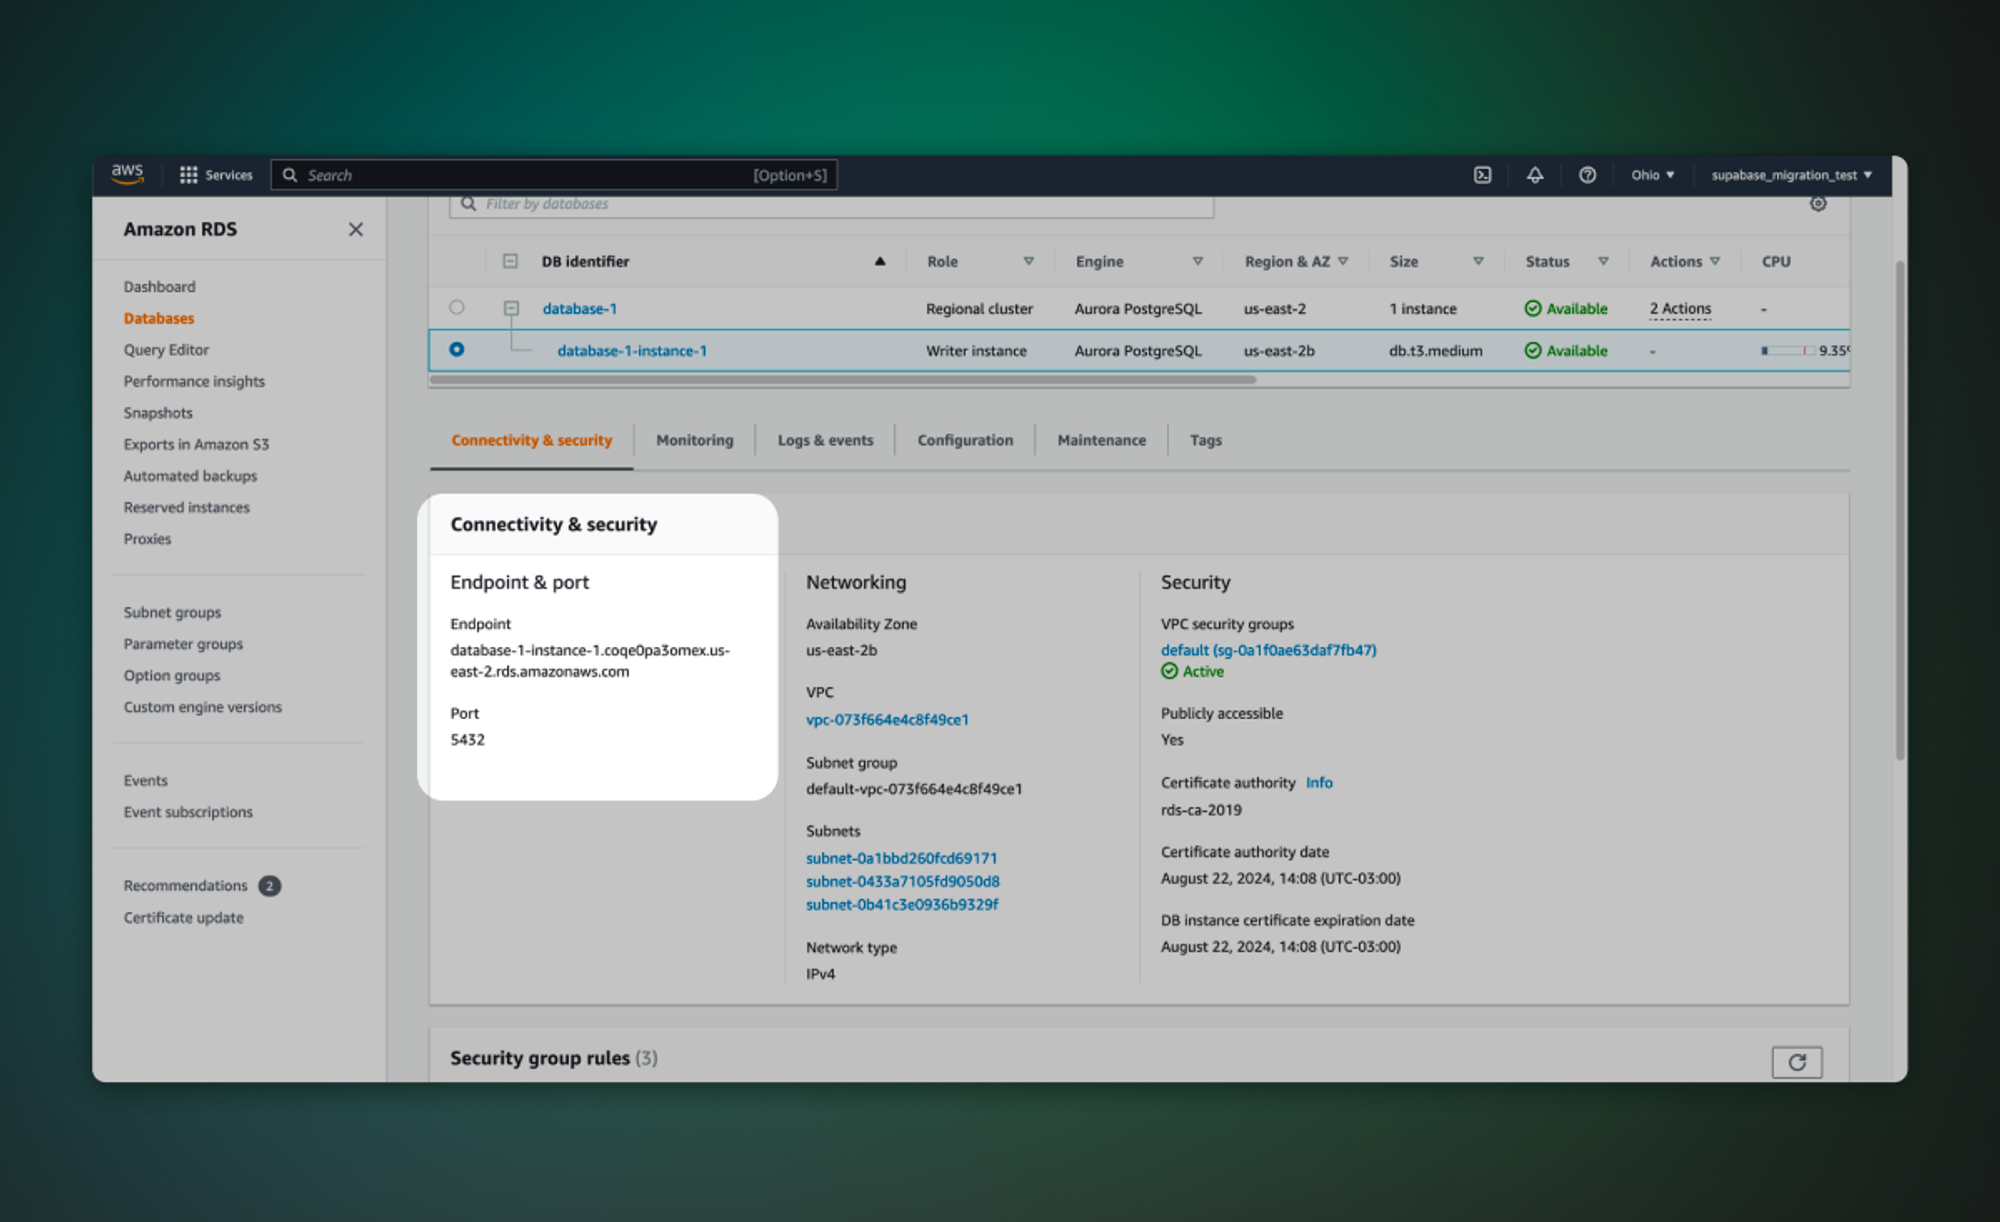 aws
Services
Search
[Option+S]
Ohio
supabase_migration_test
Amazon RDS
Filter by databases
Dashboard
Databases
Query Editor
Performance insights
Snapshots
Exports in Amazon S3
Automated backups
Reserved instances
Proxies
Subnet groups
Parameter groups
Option groups
Custom engine versions
Events
Event subscriptions
Recommendations 2
Certificate update
DB identifier Role Engine Region & AZ Size Status Actions CPU
database-1 Regional cluster Aurora PostgreSQL us-east-2 1 instance Available 2 Actions -
database-1-instance-1 Writer instance Aurora PostgreSQL us-east-2b db.t3.medium Available - 9.35
Connectivity & security Monitoring Logs & events Configuration Maintenance Tags
Connectivity & security
Endpoint & port
Endpoint
database-1-instance-1.coqe0pa3omex.us-
east-2.rds.amazonaws.com
Port
5432
Networking
Availability Zone
us-east-2b
VPC
vpc-073f664e4c8f49ce1
Subnet group
default-vpc-073f664e4c8f49ce1
Subnets
subnet-0a1bbd260fcd69171
subnet-0433a7105fd9050d8
subnet-0b41c3e0936b9329f
Network type
IPv4
Security
VPC security groups
default (sg-0a1f0ae63daf7fb47)
Active
Publicly accessible
Yes
Certificate authority Info
rds-ca-2019
Certificate authority date
August 22, 2024, 14:08 (UTC-03:00)
DB instance certificate expiration date
August 22, 2024, 14:08 (UTC-03:00)
Security group rules (3)